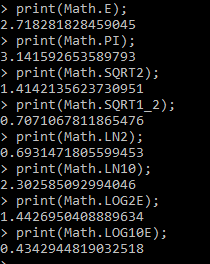 > print(Math.E);
2.718281828459045
> print(Math.PI);
3.141592653589793
> print(Math.SQRT2);
1.4142135623730951
> print(Math.SQRT1_2);
0.7071067811865476
> print(Math.LN2);
0.6931471805599453
> print(Math.LN10);
2.302585092994046
> print(Math.LOG2E);
1.4426950408889634
> print(Math.LOG10E);
0.4342944819032518